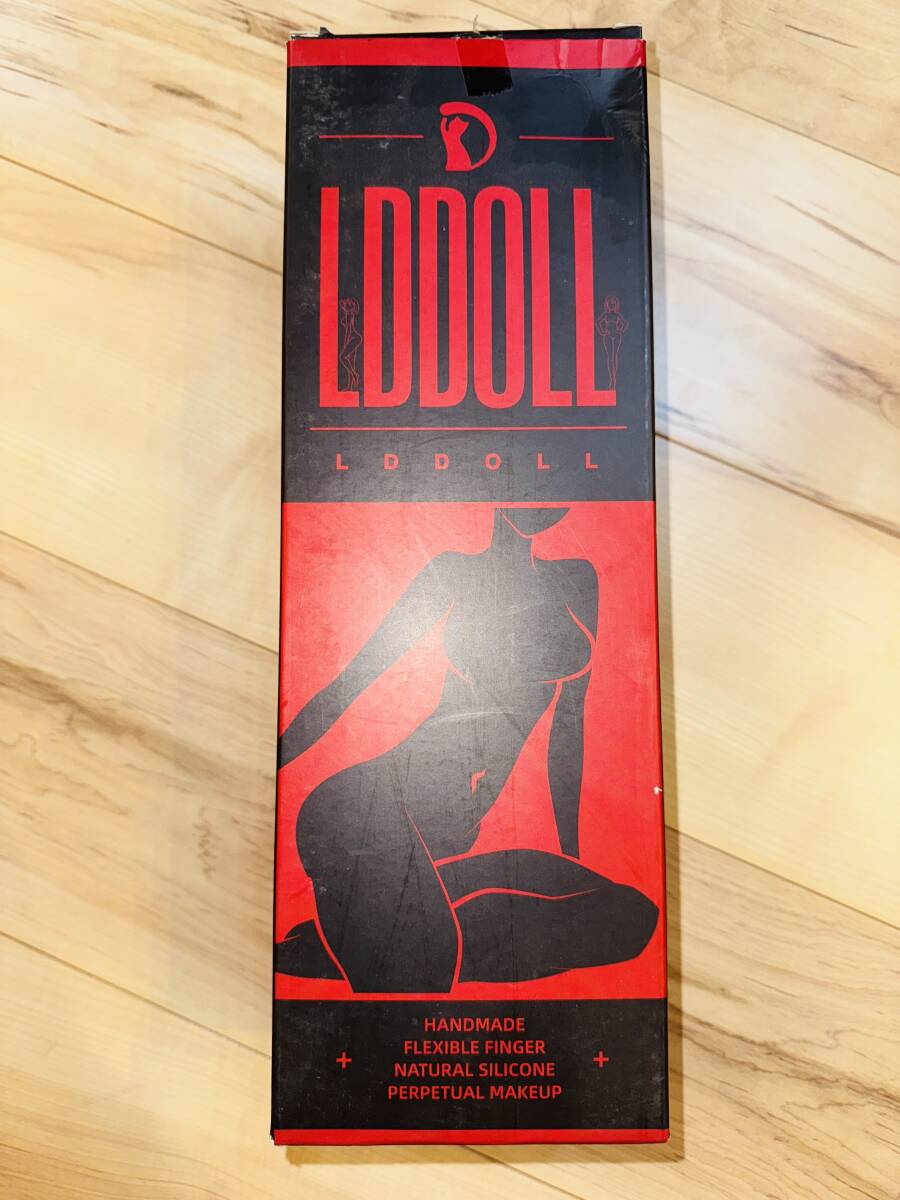 LDDOLL
LDDOLL
HANDMADE
FLEXIBLE FINGER
NATURAL SILICONE
PERPETUAL MAKEUP